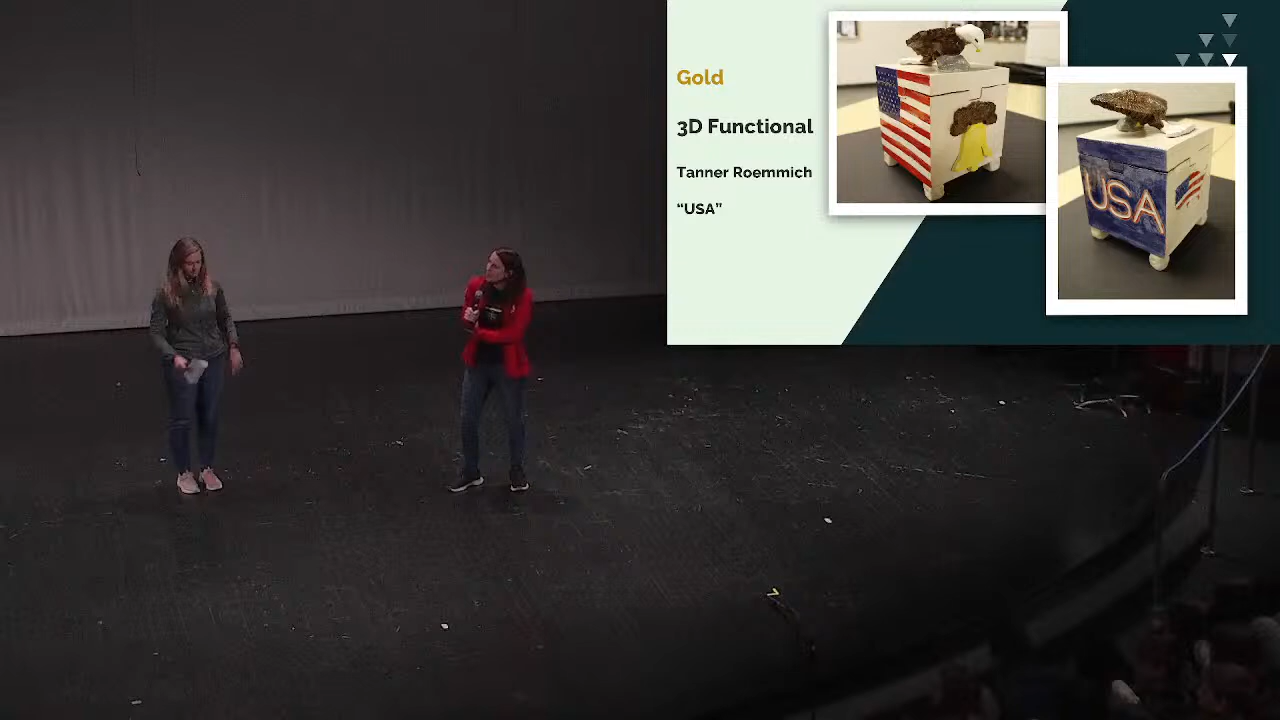 Gold
3D Functional
Tanner Roemmich
“USA”
USA